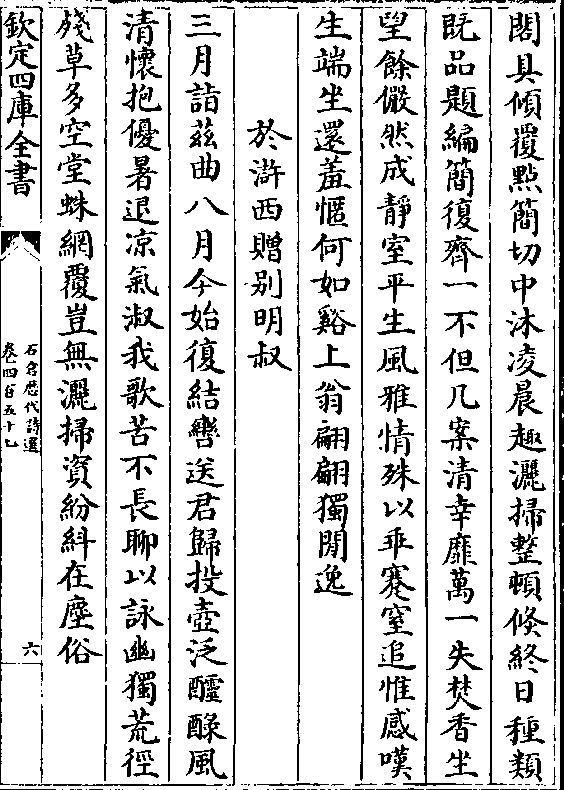 閣具傾覆㸃簡切中沐凌晨趣灑掃整頓倐終日種類
既品題編簡復齊一不但几案清幸靡萬一失焚香坐
望餘儼然成靜室平生風雅情殊以乖蹇窒追惟感嘆
生端坐還羞慪何如谿上翁翩翩獨閒逸
於滸西贈别明叔
三月詣兹曲八月今始復結轡送君歸投壺泛醽醁風
清懷抱優暑退凉氣淑我歌苦不長聊以詠幽獨荒徑
殘草多空堂蛛網覆豈無灑掃資紛糾在塵俗
欽定四庫全書
石倉歴代詩選
卷四百五十七
六